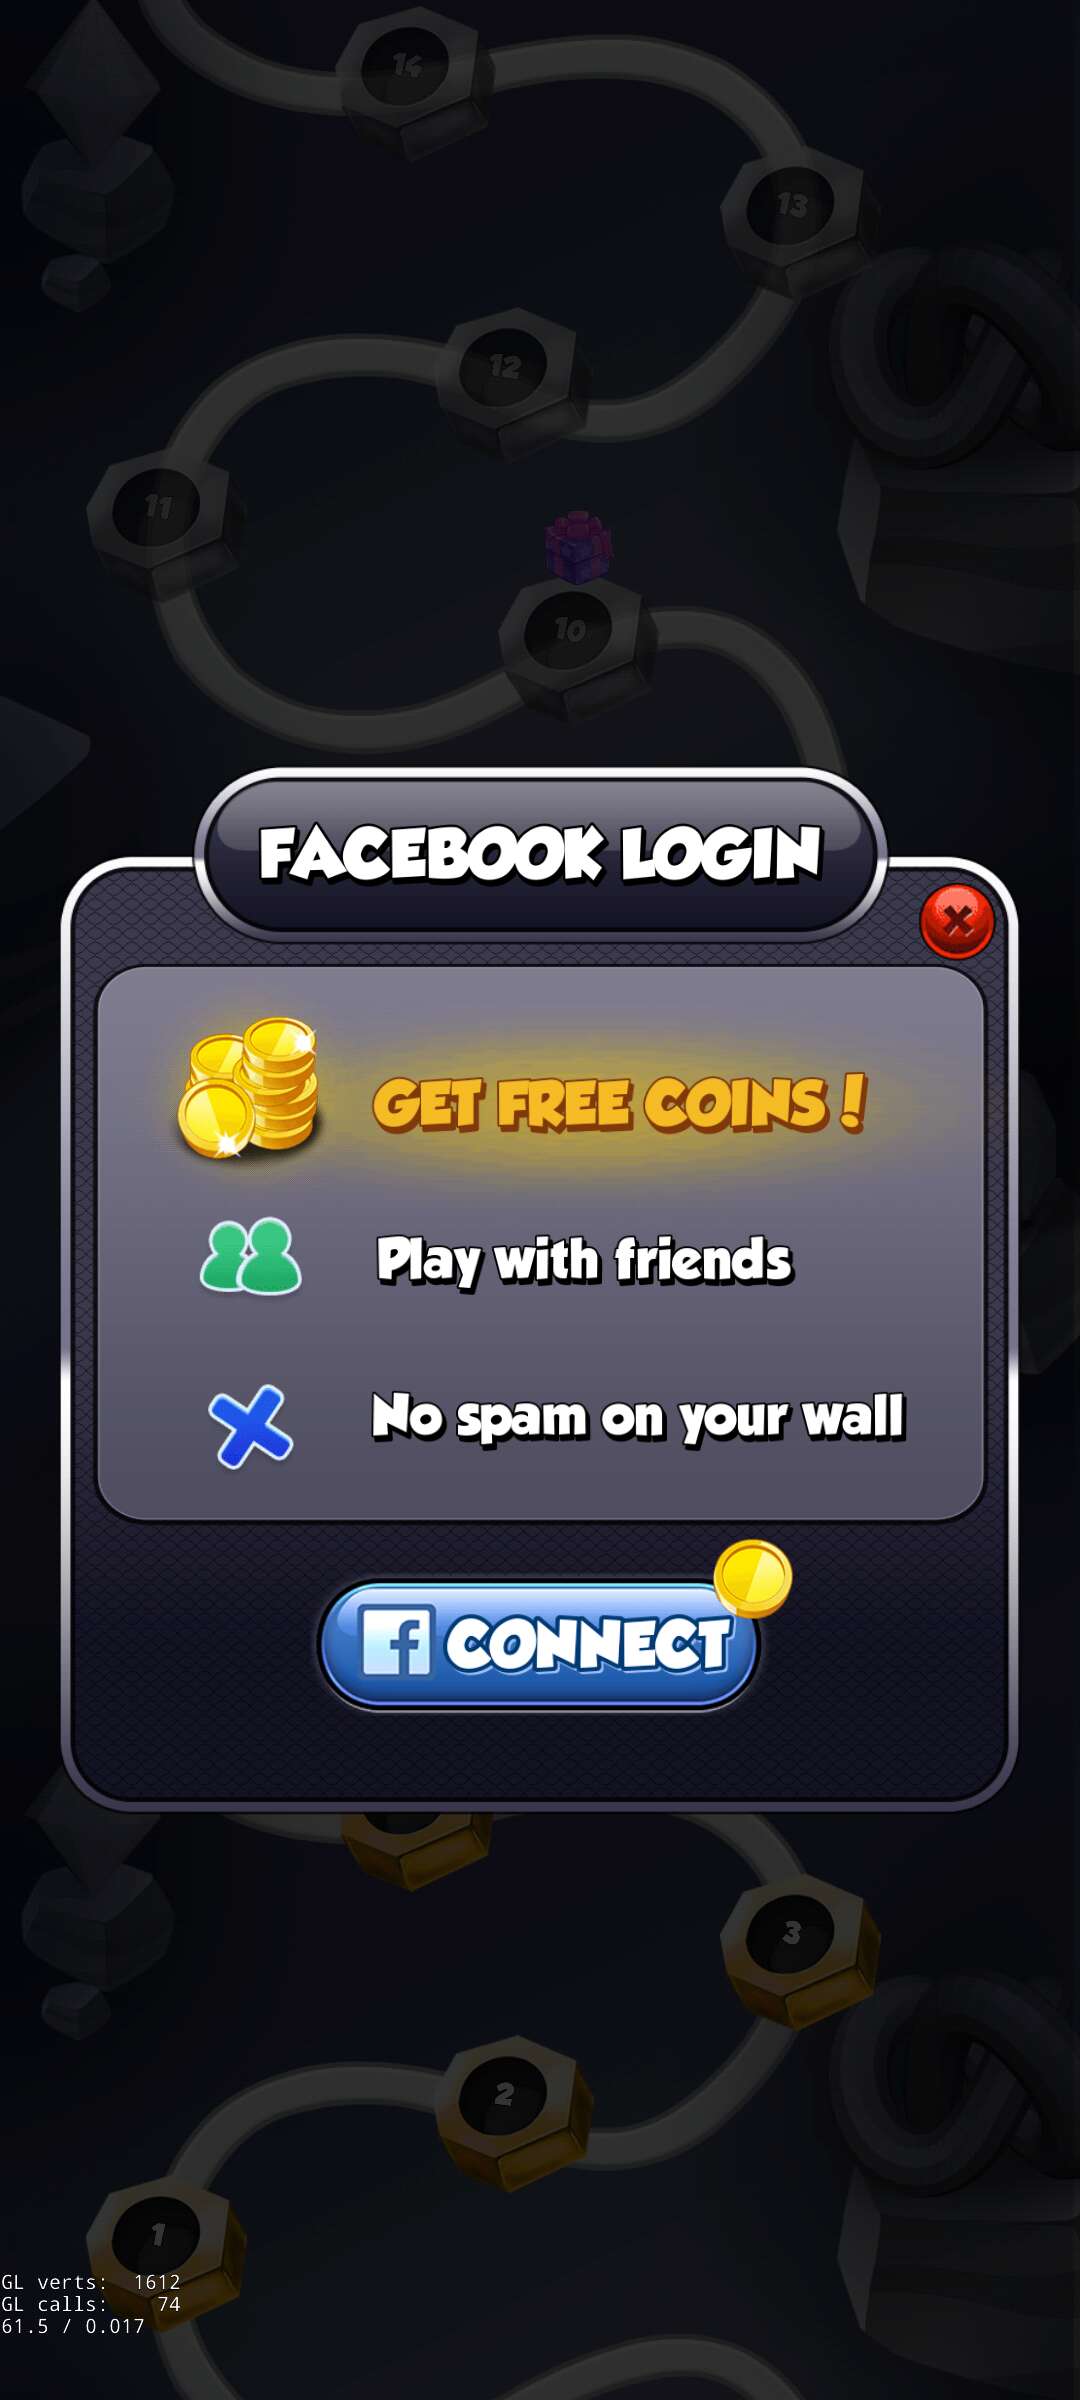 14
13
12
11
10
FACEBOOK LOGIN
GET FREE COINS!
Play with friends
No spam on your wall
f CONNECT
3
2
1
GL verts: 1612
GL calls: 74
61.5 / 0.017